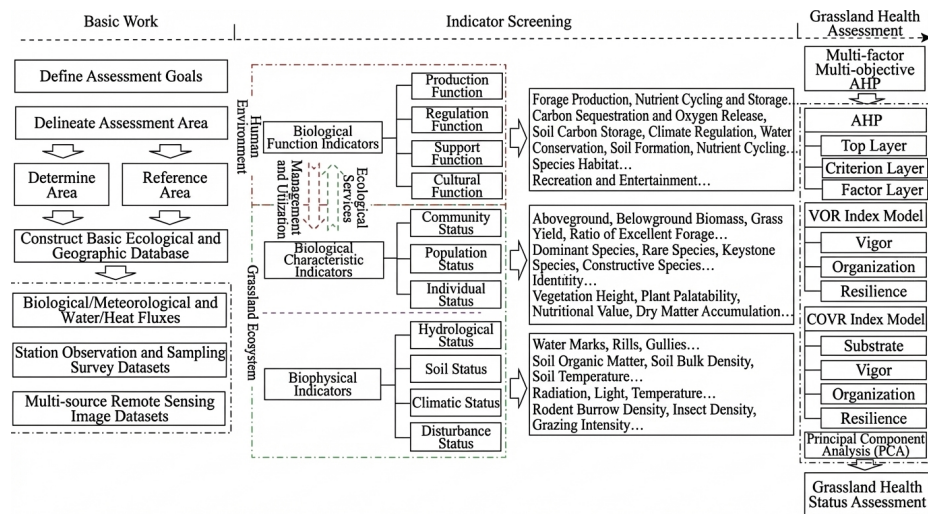 Basic Work
Indicator Screening
Grassland Health
Assessment
Define Assessment Goals
Delineate Assessment Area
Determine
Area
Reference
Area
Construct Basic Ecological and
Geographic Database
Biological/Meteorological and
Water/Heat Fluxes
Station Observation and Sampling
Survey Datasets
Multi-source Remote Sensing
Image Datasets
Human
Environment
Grassland Ecosystem
Biological
Function Indicators
Production
Function
Regulation
Function
Support
Function
Cultural
Function
Management
and Utilization
Ecological
Services
Biological
Characteristic
Indicators
Community
Status
Population
Status
Individual
Status
Biophysical
Indicators
Hydrological
Status
Soil Status
Climatic Status
Disturbance
Status
Forage Production, Nutrient Cycling and Storage…
Carbon Sequestration and Oxygen Release,
Soil Carbon Storage, Climate Regulation, Water
Conservation, Soil Formation, Nutrient Cycling…
Species Habitat…
Recreation and Entertainment…
Aboveground, Belowground Biomass, Grass
Yield, Ratio of Excellent Forage…
Dominant Species, Rare Species, Keystone
Species, Constructive Species…
Vegetation Height, Plant Palatability,
Nutritional Value, Dry Matter Accumulation…
Water Marks, Rills, Gullies…
Soil Organic Matter, Soil Bulk Density,
Soil Temperature…
Radiation, Light, Temperature…
Rodent Burrow Density, Insect Density,
Grazing Intensity…
Multi-factor
Multi-objective
AHP
AHP
Top Layer
Criterion Layer
Factor Layer
VOR Index Model
Vigor
Organization
Resilience
COVR Index Model
Substrate
Vigor
Organization
Resilience
Principal Component
Analysis (PCA)
Grassland Health
Status Assessment